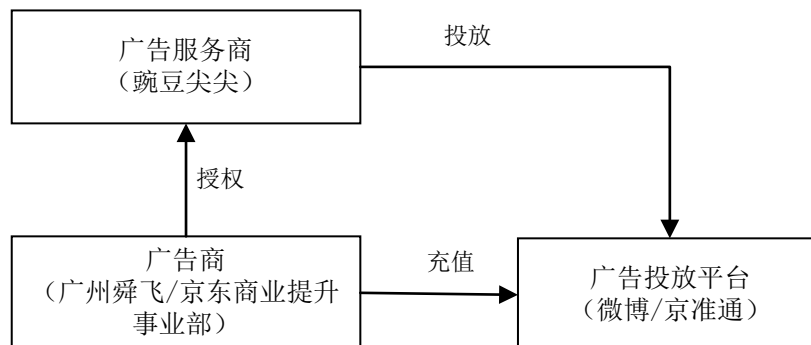 广告服务商
（豌豆尖尖）
投放
授权
广告商
（广州舜飞/京东商业提升
事业部）
充值
广告投放平台
（微博/京准通）